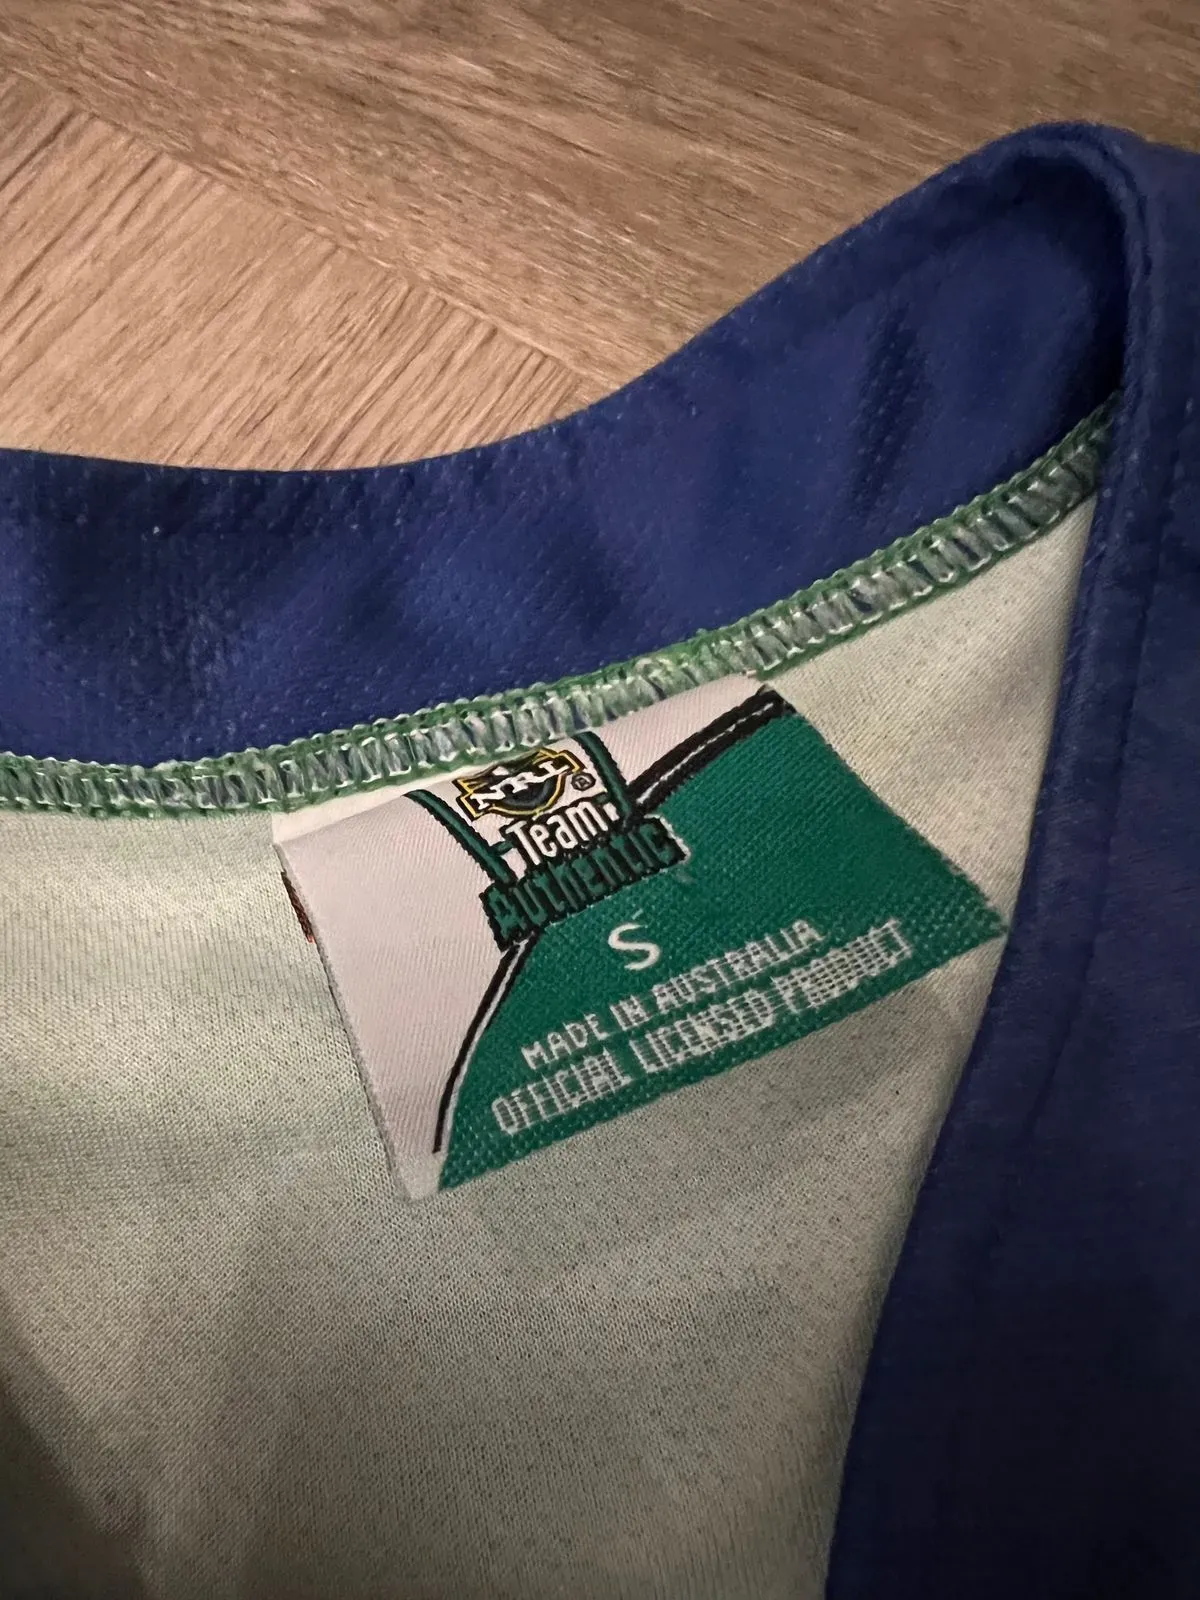 NRL ®
Team
Authentic
S
MADE IN AUSTRALIA
OFFICIAL LICENSED PRODUCT